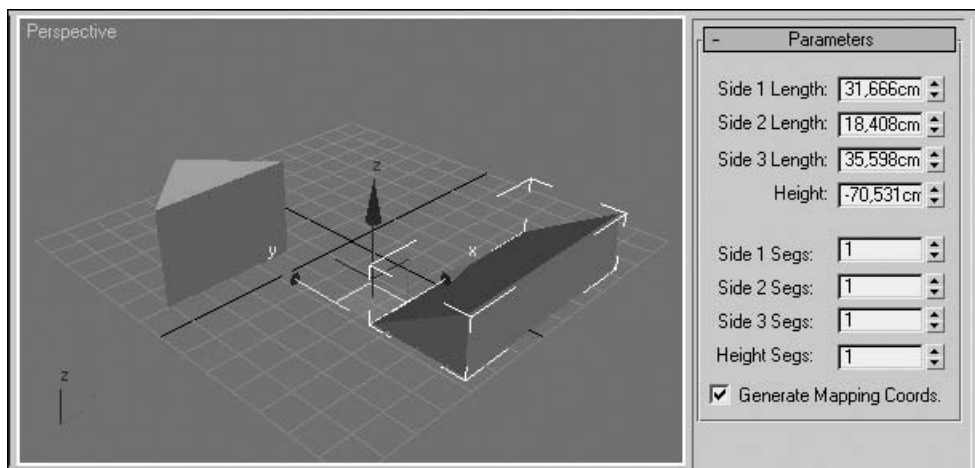 Perspective
z
y
x
z
- Parameters
Side 1 Length: 31,666cm
Side 2 Length: 18,408cm
Side 3 Length: 35,598cm
Height: -70,531cm
Side 1 Segs: 1
Side 2 Segs: 1
Side 3 Segs: 1
Height Segs: 1
Generate Mapping Coords.